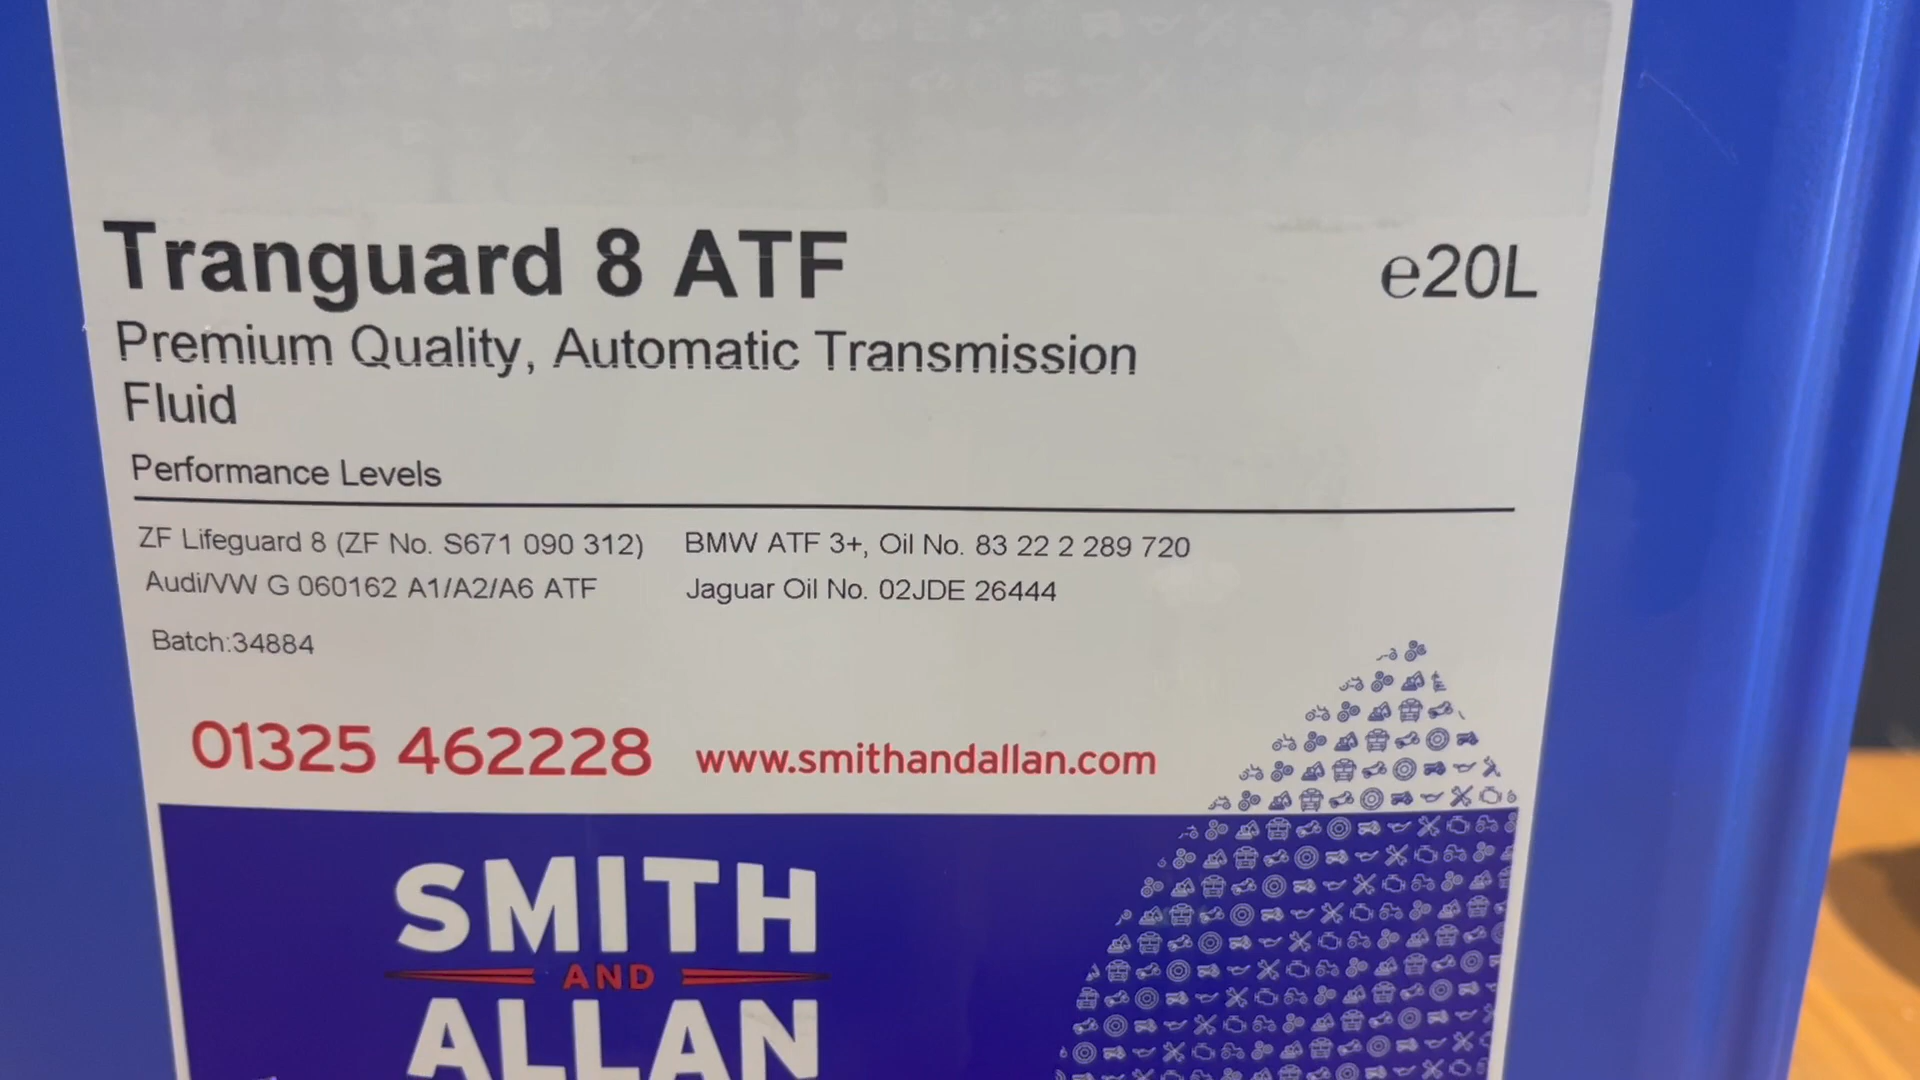 Tranguard 8 ATF e20L
Premium Quality, Automatic Transmission
Fluid
Performance Levels
ZF Lifeguard 8 (ZF No. S671 090 312) BMW ATF 3+, Oil No. 83 22 2 289 720
Audi/VW G 060162 A1/A2/A6 ATF Jaguar Oil No. 02JDE 26444
Batch:34884
01325 462228 www.smithandallan.com
SMITH
AND
ALLAN